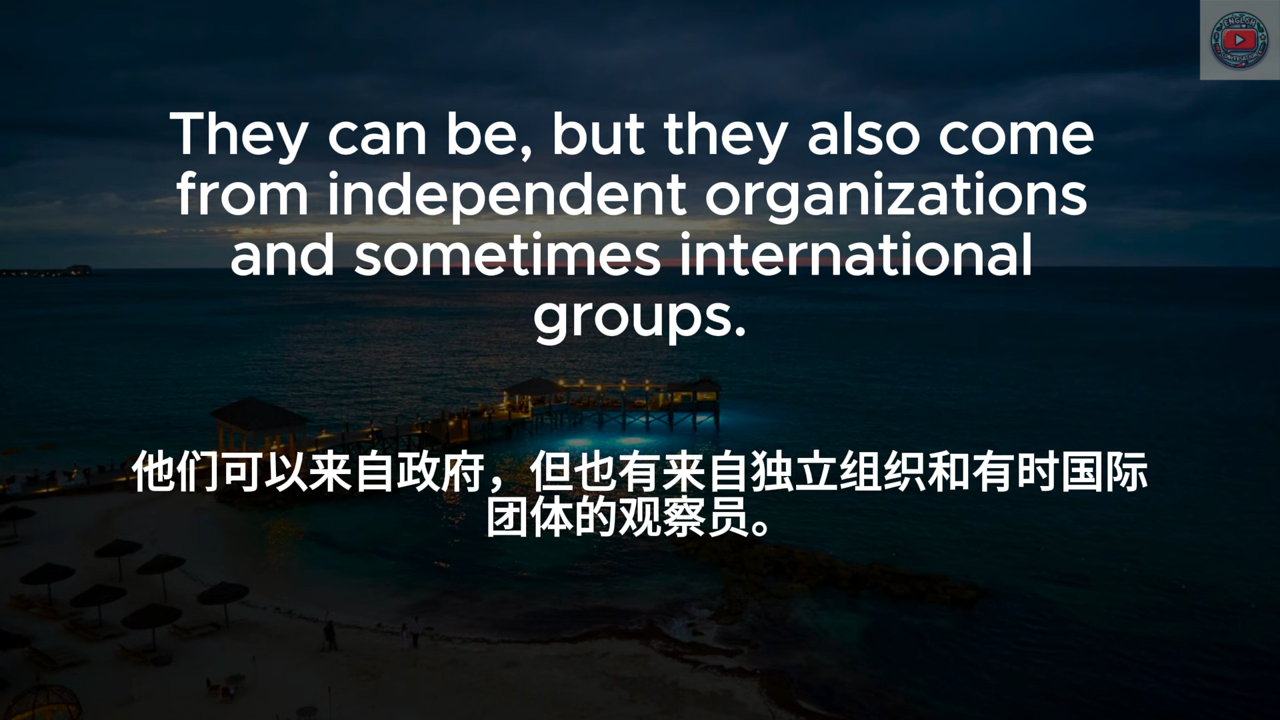 They can be, but they also come
from independent organizations
and sometimes international
groups.
他们可以来自政府，但也有来自独立组织和有时国际
团体的观察员。